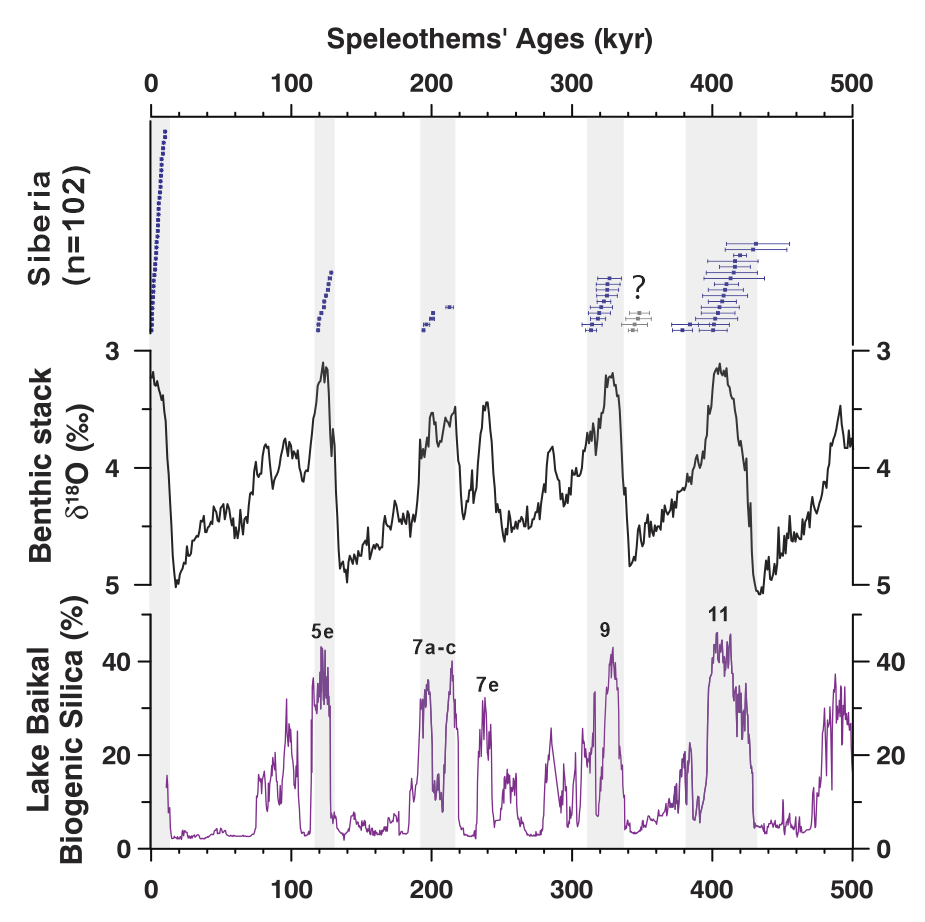 Speleothems' Ages (kyr)
0 100 200 300 400 500
Siberia
(n=102)
?
3 3
Benthic stack
δ¹⁸O (‰)
4 4
5 5
Lake Baikal
Biogenic Silica (%)
5e 7a-c 7e 9 11
40 40
20 20
0 0
0 100 200 300 400 500